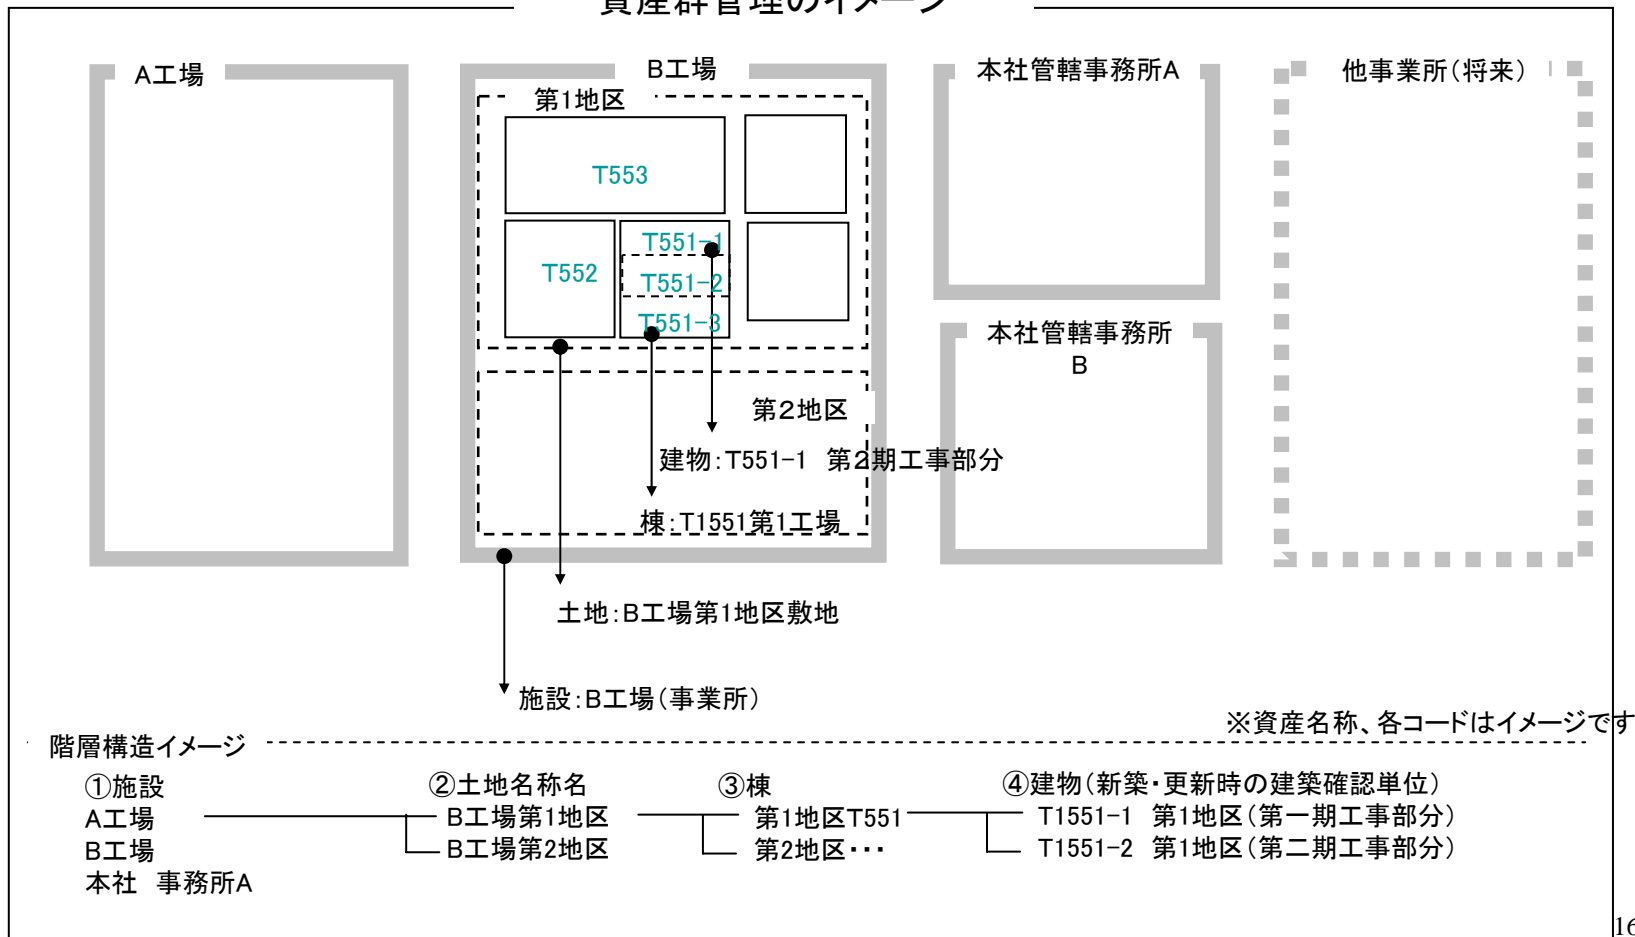 資産群管理のイメージ
A工場
B工場
本社管轄事務所A
他事業所(将来)
第1地区
T553
T551-1
T552
T551-2
T551-3
本社管轄事務所
B
第2地区
建物:T551-1 第2期工事部分
棟:T1551第1工場
土地:B工場第1地区敷地
施設:B工場(事業所)
※資産名称、各コードはイメージです
階層構造イメージ
①施設 ②土地名称名 ③棟 ④建物(新築・更新時の建築確認単位)
A工場 B工場第1地区 第1地区T551 T1551-1 第1地区(第一期工事部分)
B工場 B工場第2地区 第2地区・・・ T1551-2 第1地区(第二期工事部分)
本社 事務所A
16